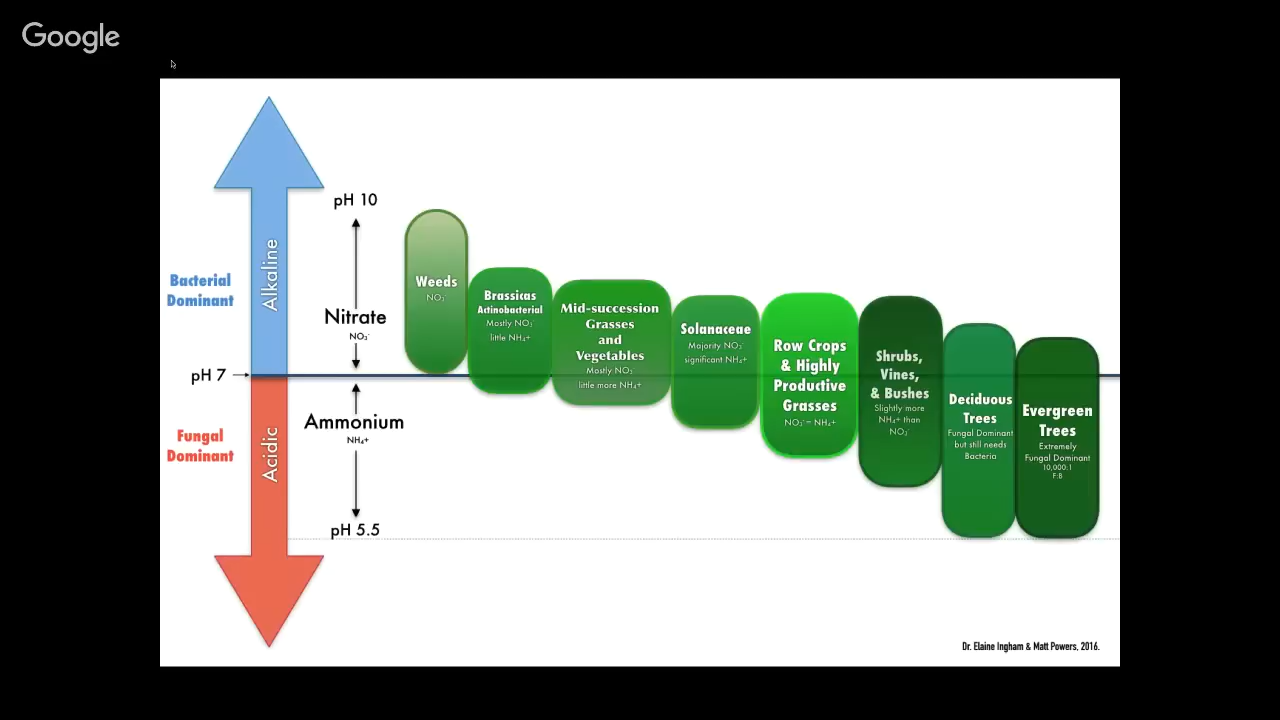 Google
pH 10
Alkaline
Bacterial
Dominant
Nitrate
NO₃⁻
pH 7
Ammonium
NH₄+
Fungal
Dominant
Acidic
pH 5.5
Weeds
NO₃⁻
Brassicas
Actinobacterial
Mostly NO₃⁻
little NH₄+
Mid-succession
Grasses
and
Vegetables
Mostly NO₃⁻
little more NH₄+
Solanaceae
Majority NO₃⁻
significant NH₄+
Row Crops
& Highly
Productive
Grasses
NO₃⁻ = NH₄+
Shrubs,
Vines,
& Bushes
Slightly more
NH₄+ than
NO₃⁻
Deciduous
Trees
Fungal Dominant
but still needs
Bacteria
Evergreen
Trees
Extremely
Fungal Dominant
10,000:1
F:B
Dr. Elaine Ingham & Matt Powers, 2016.